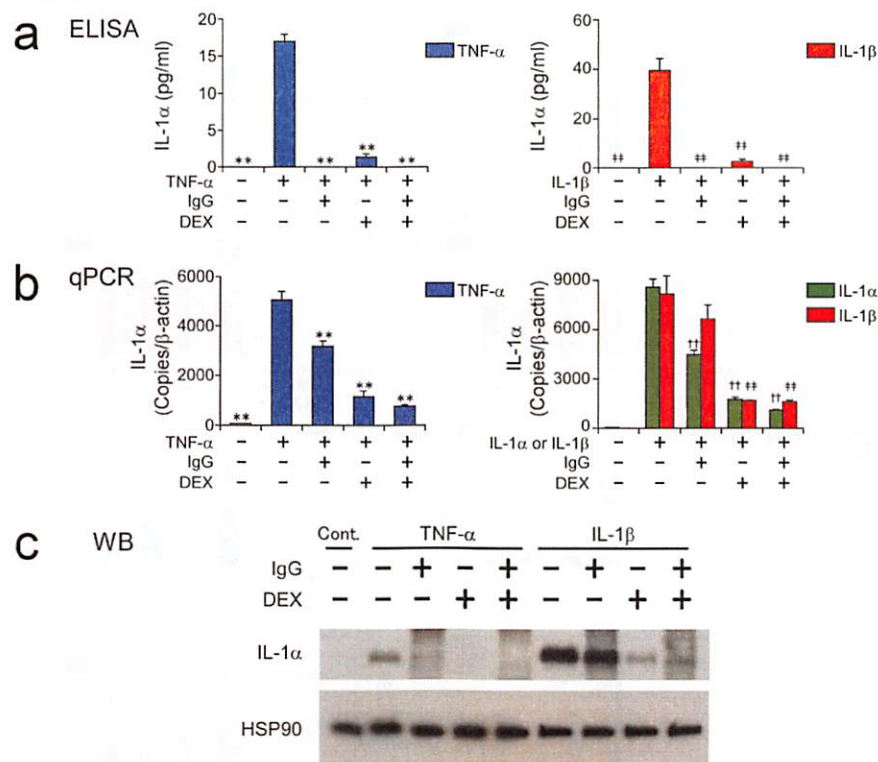 a ELISA
IL-1α (pg/ml)
20
15
10
5
0
TNF-α
** ** ** **
TNF-α - + + + +
IgG + +
DEX + +
IL-1α (pg/ml)
60
40
20
0
IL-1β
‡‡ ‡‡ ‡‡ ‡‡
IL-1β - + + + +
IgG - - + - +
DEX - - - + +
b qPCR
IL-1α
(Copies/β-actin)
6000
4000
2000
0
TNF-α
** ** ** **
TNF-α - + + + +
IgG - - + - +
DEX - - - + +
IL-1α
(Copies/β-actin)
9000
6000
3000
0
IL-1α
IL-1β
†† †† ‡‡ †† ‡‡
IL-1α or IL-1β - + + + +
IgG - - + - +
DEX - - - + +
c WB
Cont. TNF-α IL-1β
IgG - - + - + - + - +
DEX - - - + + - - + +
IL-1α
HSP90